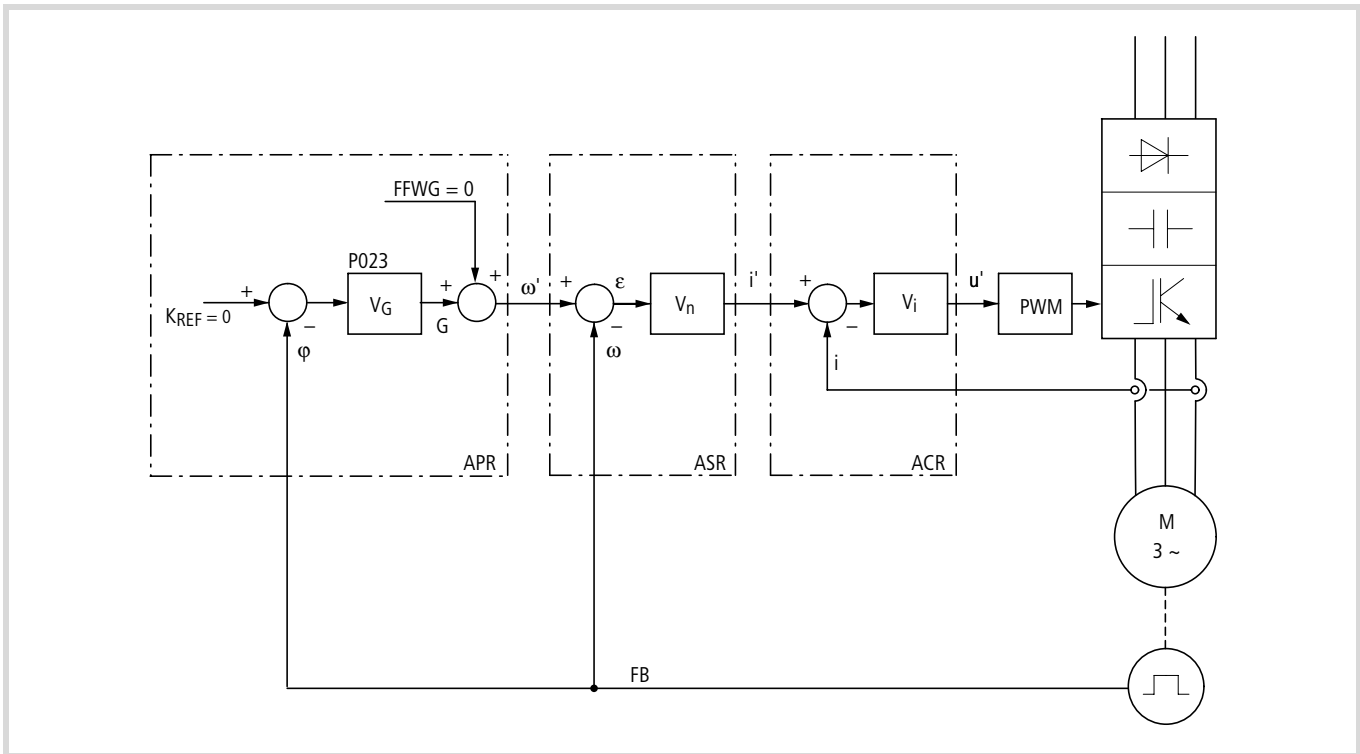 FFWG = 0
P023
+
+
+
+
+
+
K_REF = 0
V_G
G
ω'
ε
V_n
i'
V_i
u'
PWM
−
−
−
φ
ω
i
APR
ASR
ACR
M
3 ~
FB